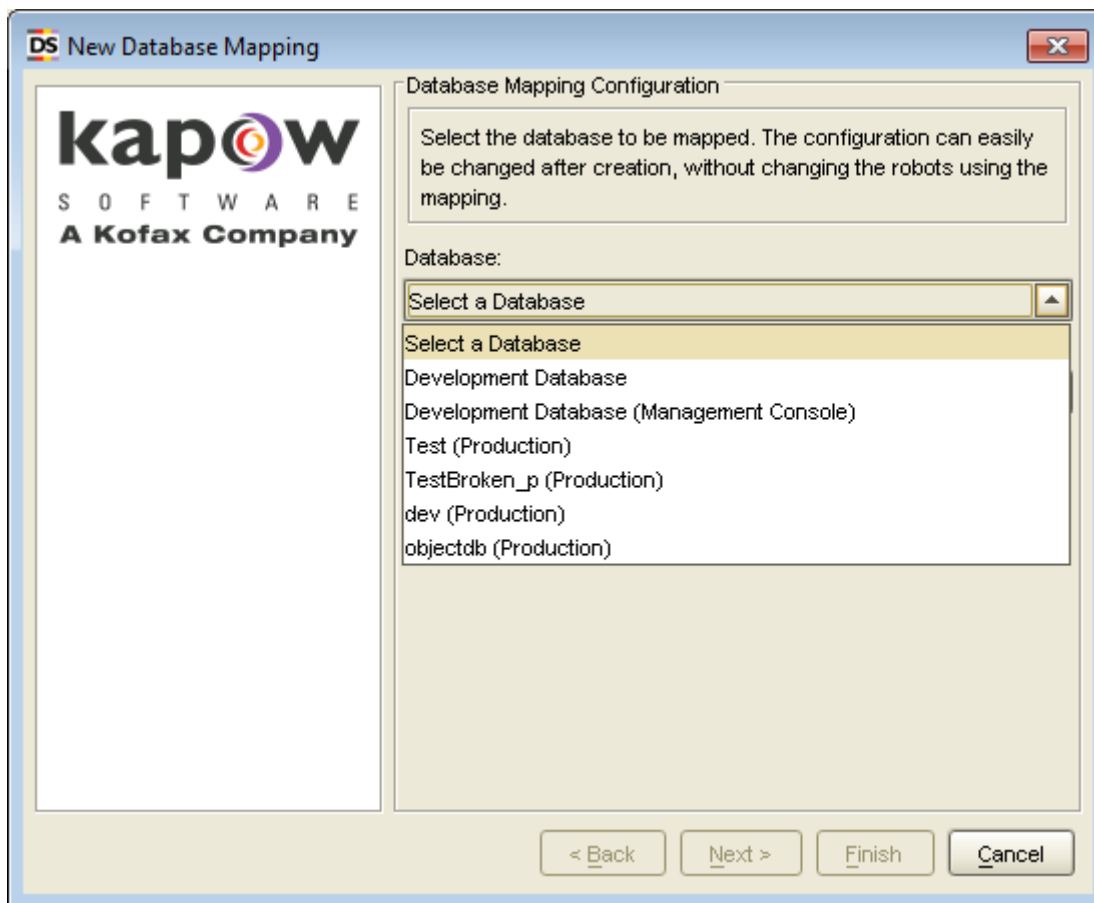 DS New Database Mapping
kapow
SOFTWARE
A Kofax Company
Database Mapping Configuration
Select the database to be mapped. The configuration can easily
be changed after creation, without changing the robots using the
mapping.
Database:
Select a Database
Select a Database
Development Database
Development Database (Management Console)
Test (Production)
TestBroken_p (Production)
dev (Production)
objectdb (Production)
< Back Next > Finish Cancel